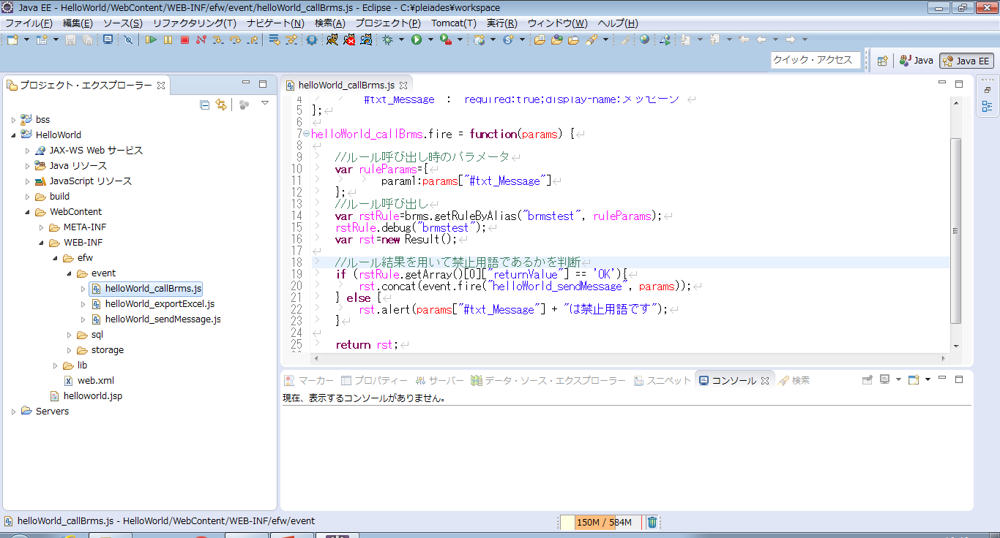 Java EE - HelloWorld/WebContent/WEB-INF/efw/event/helloWorld_callBrms.js - Eclipse - C:¥pleiades¥workspace
ファイル(F) 編集(E) ソース(S) リファクタリング(T) ナビゲート(N) 検索(A) プロジェクト(P) Tomcat(T) 実行(R) ウィンドウ(W) ヘルプ(H)
クイック・アクセス
Java
Java EE
プロジェクト・エクスプローラー
bss
HelloWorld
JAX-WS Web サービス
Java リソース
JavaScript リソース
build
WebContent
META-INF
WEB-INF
efw
event
helloWorld_callBrms.js
helloWorld_exportExcel.js
helloWorld_sendMessage.js
sql
storage
lib
web.xml
helloworld.jsp
Servers
helloWorld_callBrms.js
4 #txt_Message : required:true;display-name:メッセージ
5 };
6
7 helloWorld_callBrms.fire = function(params) {
8
9 //ルール呼び出し時のパラメータ
10 var ruleParams={
11 param1:params["#txt_Message"]
12 };
13 //ルール呼び出し
14 var rstRule=brms.getRuleByAlias("brmstest", ruleParams);
15 rstRule.debug("brmstest");
16 var rst=new Result();
17
18 //ルール結果を用いて禁止用語であるかを判断
19 if (rstRule.getArray()[0]["returnValue"] == 'OK'){
20 rst.concat(event.fire("helloWorld_sendMessage", params));
21 } else {
22 rst.alert(params["#txt_Message"] + "は禁止用語です");
23 }
24
25 return rst;
マーカー プロパティー サーバー データ・ソース・エクスプローラー スニペット コンソール 検索
現在、表示するコンソールがありません。
helloWorld_callBrms.js - HelloWorld/WebContent/WEB-INF/efw/event
150M / 584M